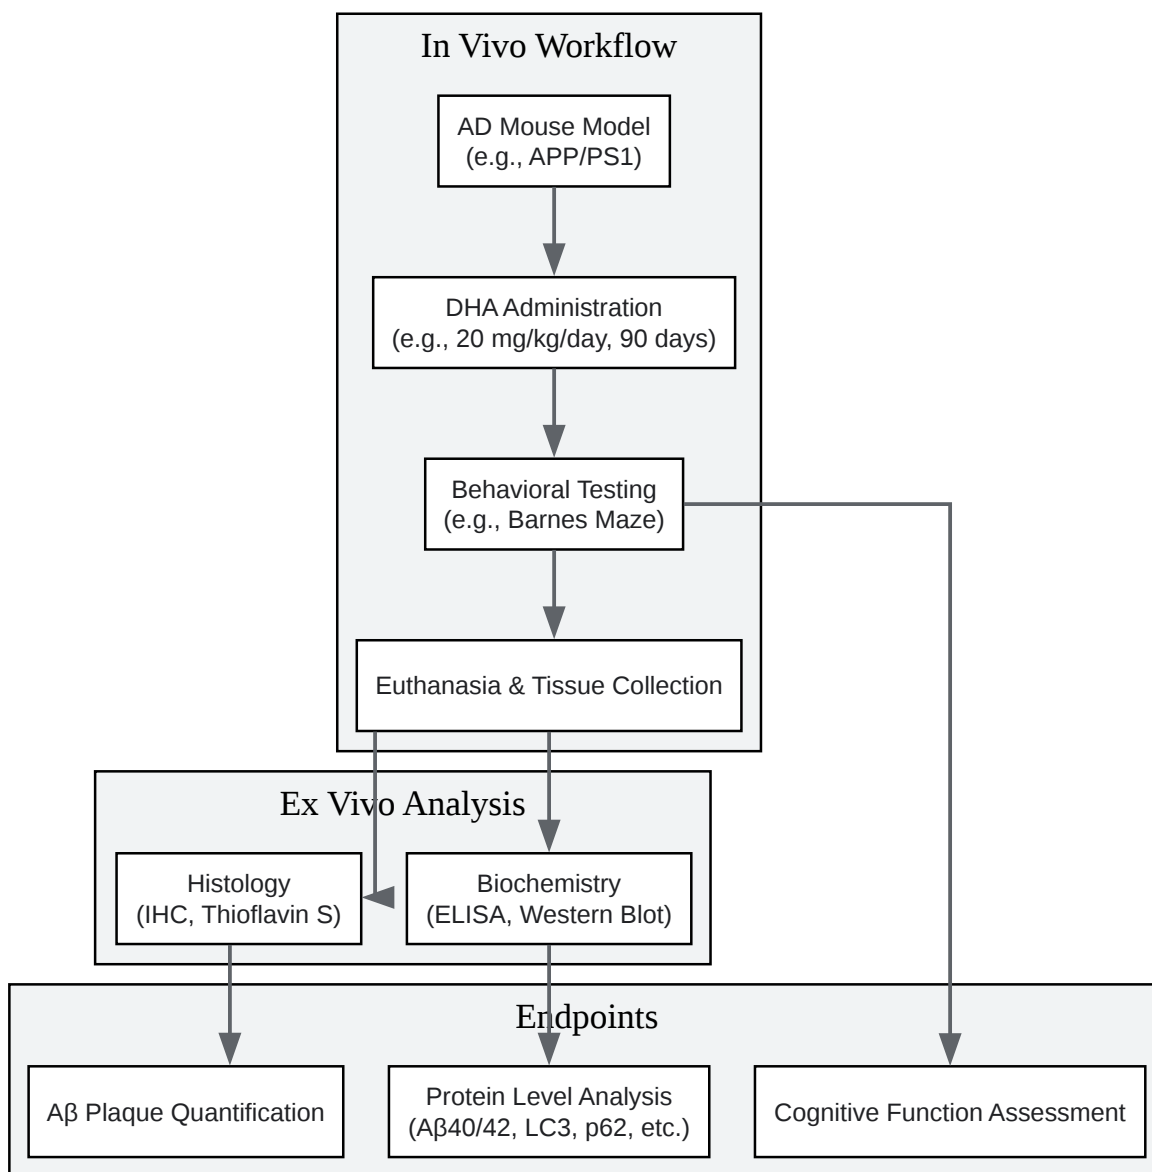 In Vivo Workflow
AD Mouse Model
(e.g., APP/PS1)
DHA Administration
(e.g., 20 mg/kg/day, 90 days)
Behavioral Testing
(e.g., Barnes Maze)
Euthanasia & Tissue Collection
Ex Vivo Analysis
Histology
(IHC, Thioflavin S)
Biochemistry
(ELISA, Western Blot)
Endpoints
Aβ Plaque Quantification
Protein Level Analysis
(Aβ40/42, LC3, p62, etc.)
Cognitive Function Assessment